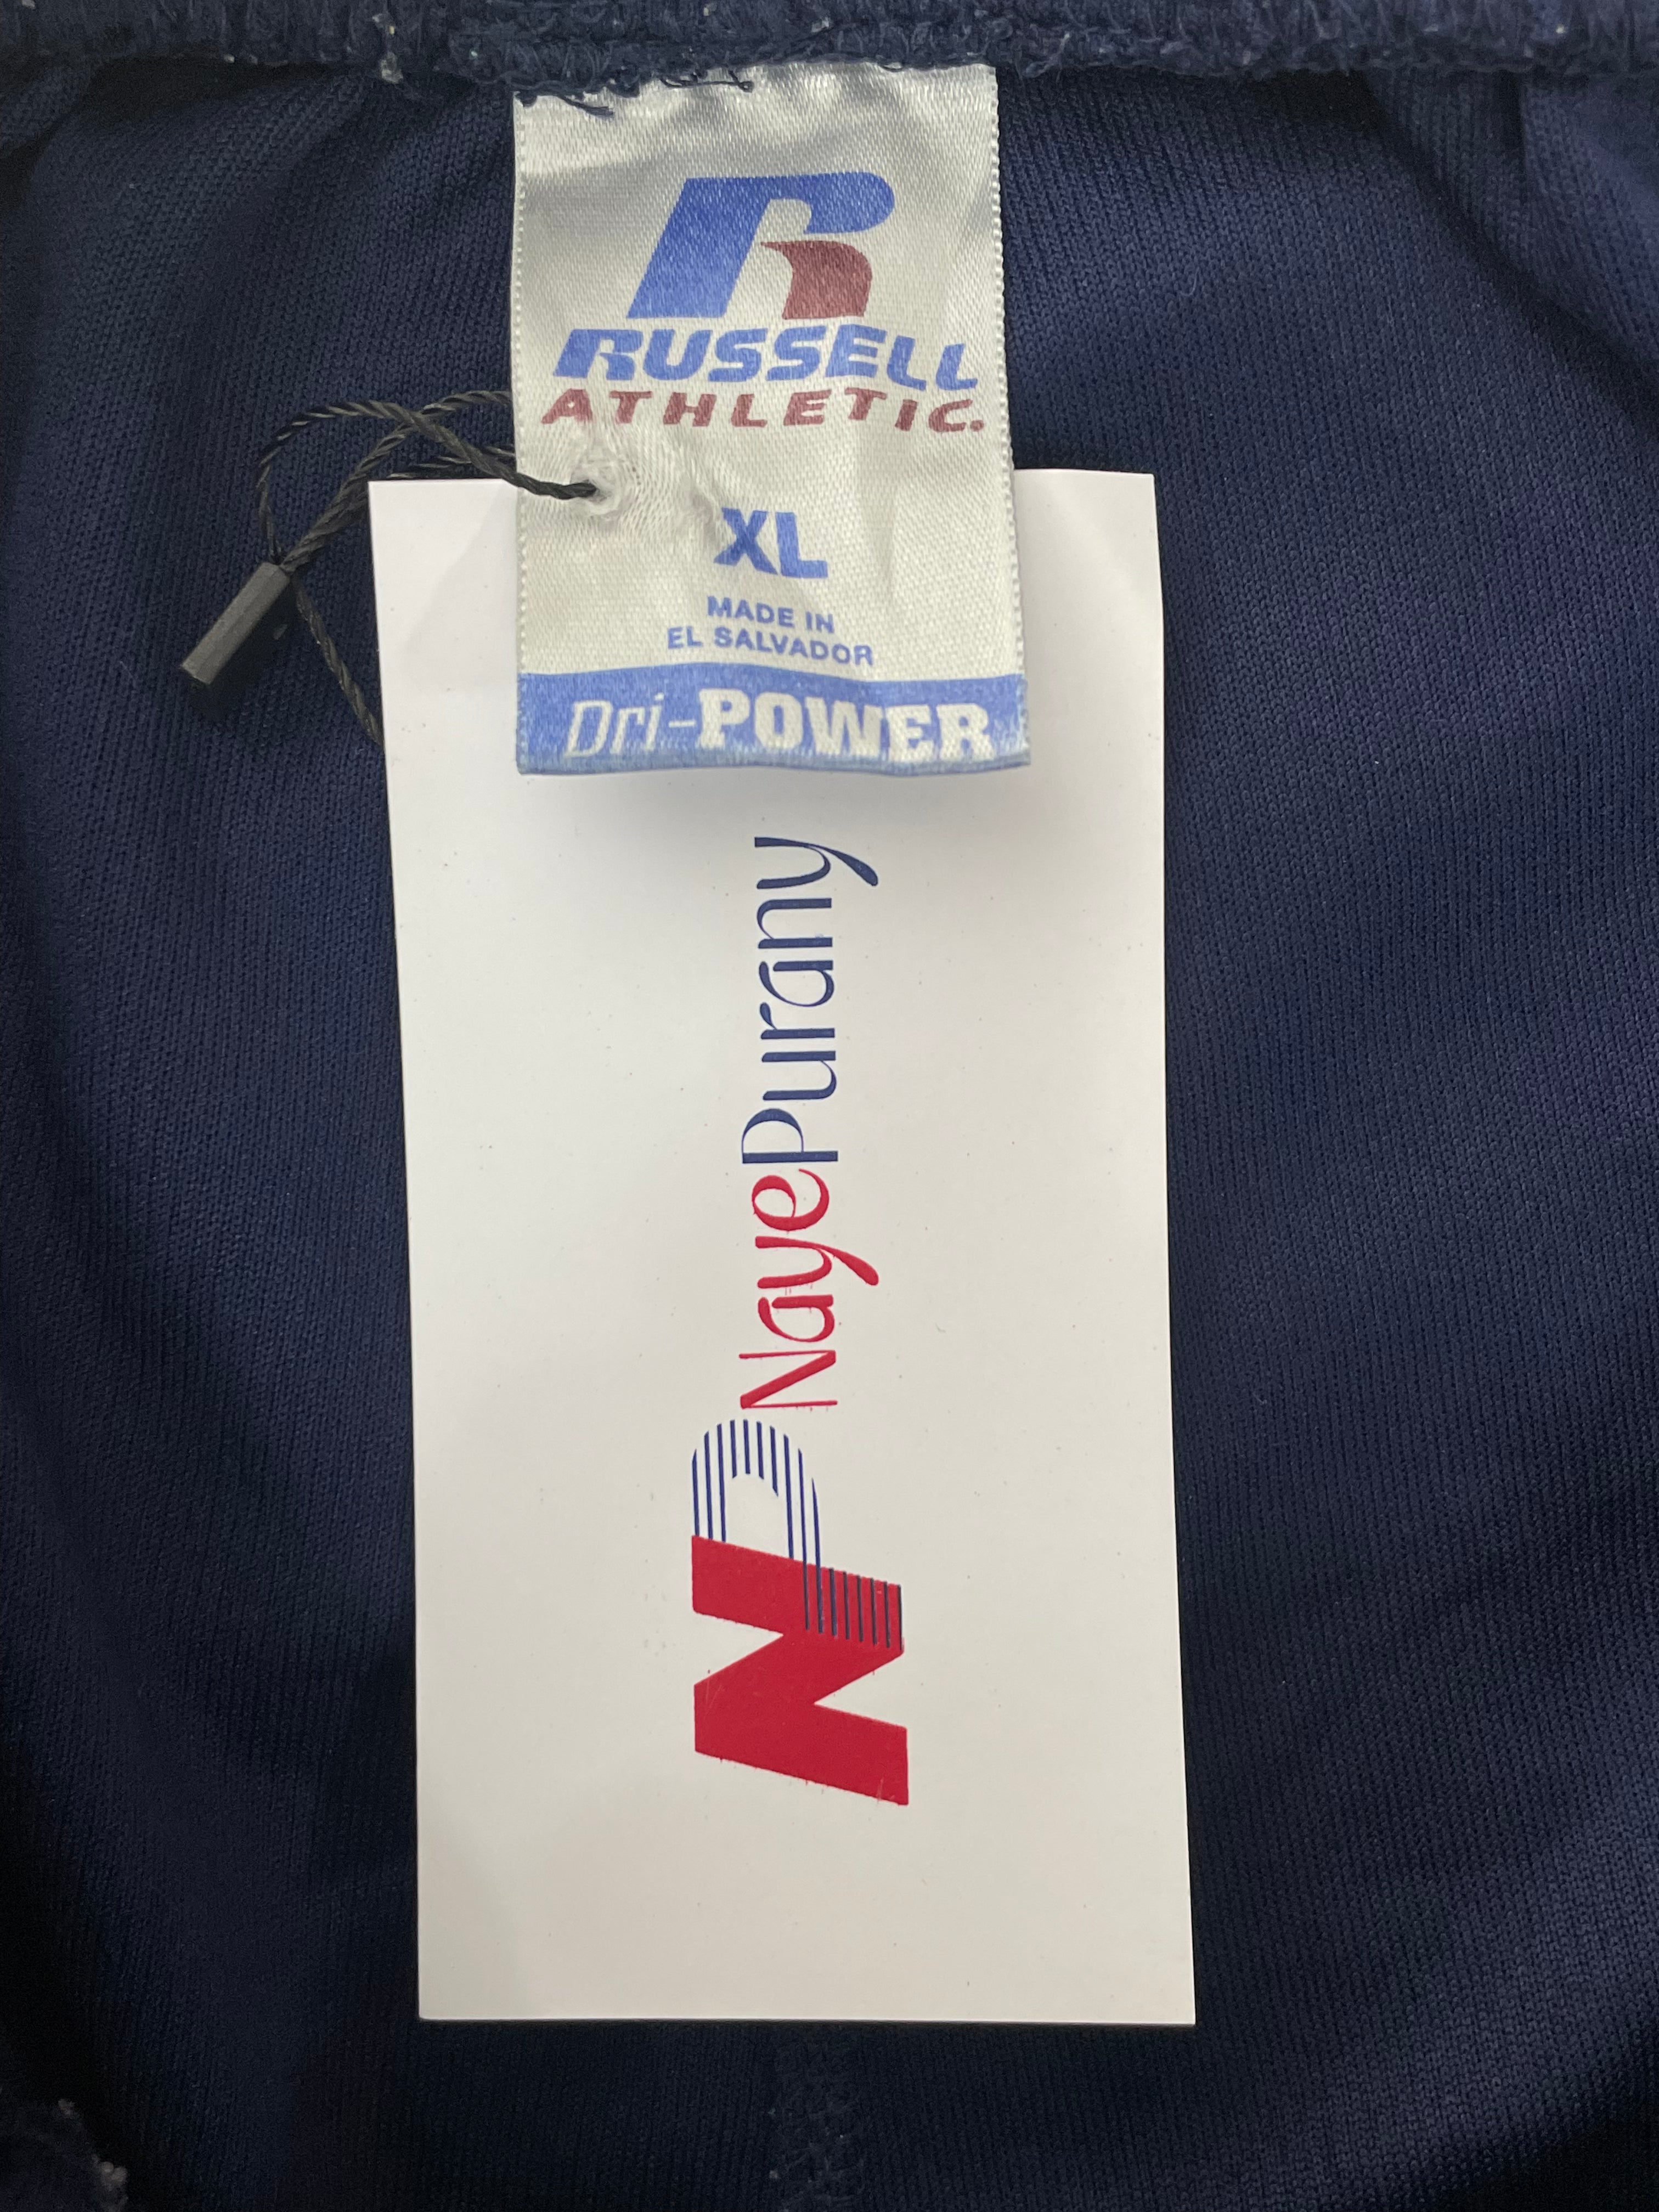 R
RUSSELL
ATHLETIC.
XL
MADE IN
EL SALVADOR
Dri-POWER
NP NayePurany